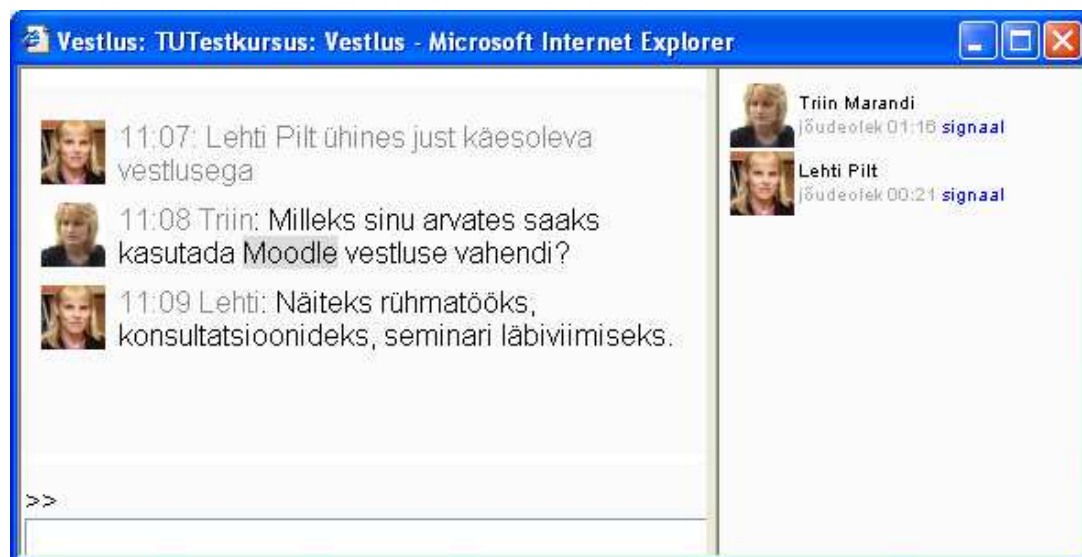 Vestlus: TUTestkursus: Vestlus - Microsoft Internet Explorer
11:07: Lehti Pilt ühines just käesoleva
vestlusega
11:08 Triin: Milleks sinu arvates saaks
kasutada Moodle vestluse vahendi?
11:09 Lehti: Näiteks rühmatööks,
konsultatsioonideks, seminari läbiviimiseks.
>>
Triin Marandi
jõudeolek 01:16 signaal
Lehti Pilt
jõudeolek 00:21 signaal